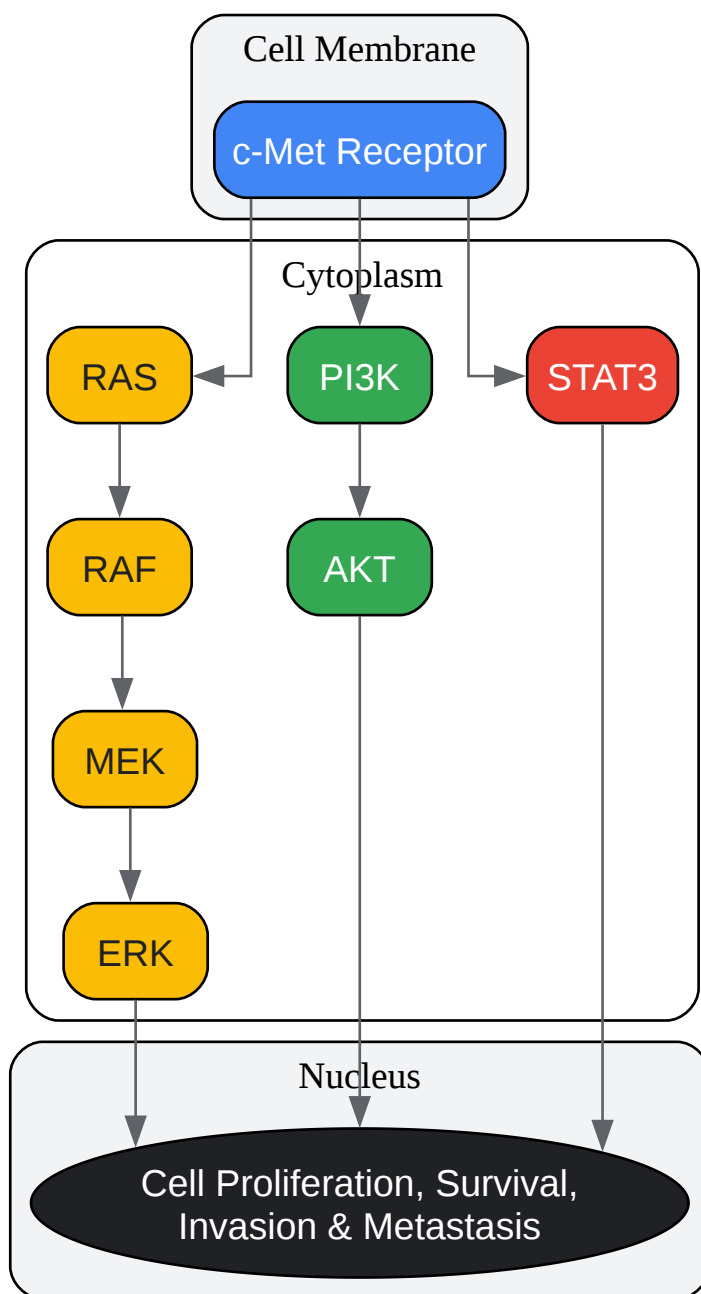 Cell Membrane
c-Met Receptor
Cytoplasm
RAS
PI3K
STAT3
RAF
AKT
MEK
ERK
Nucleus
Cell Proliferation, Survival,
Invasion & Metastasis